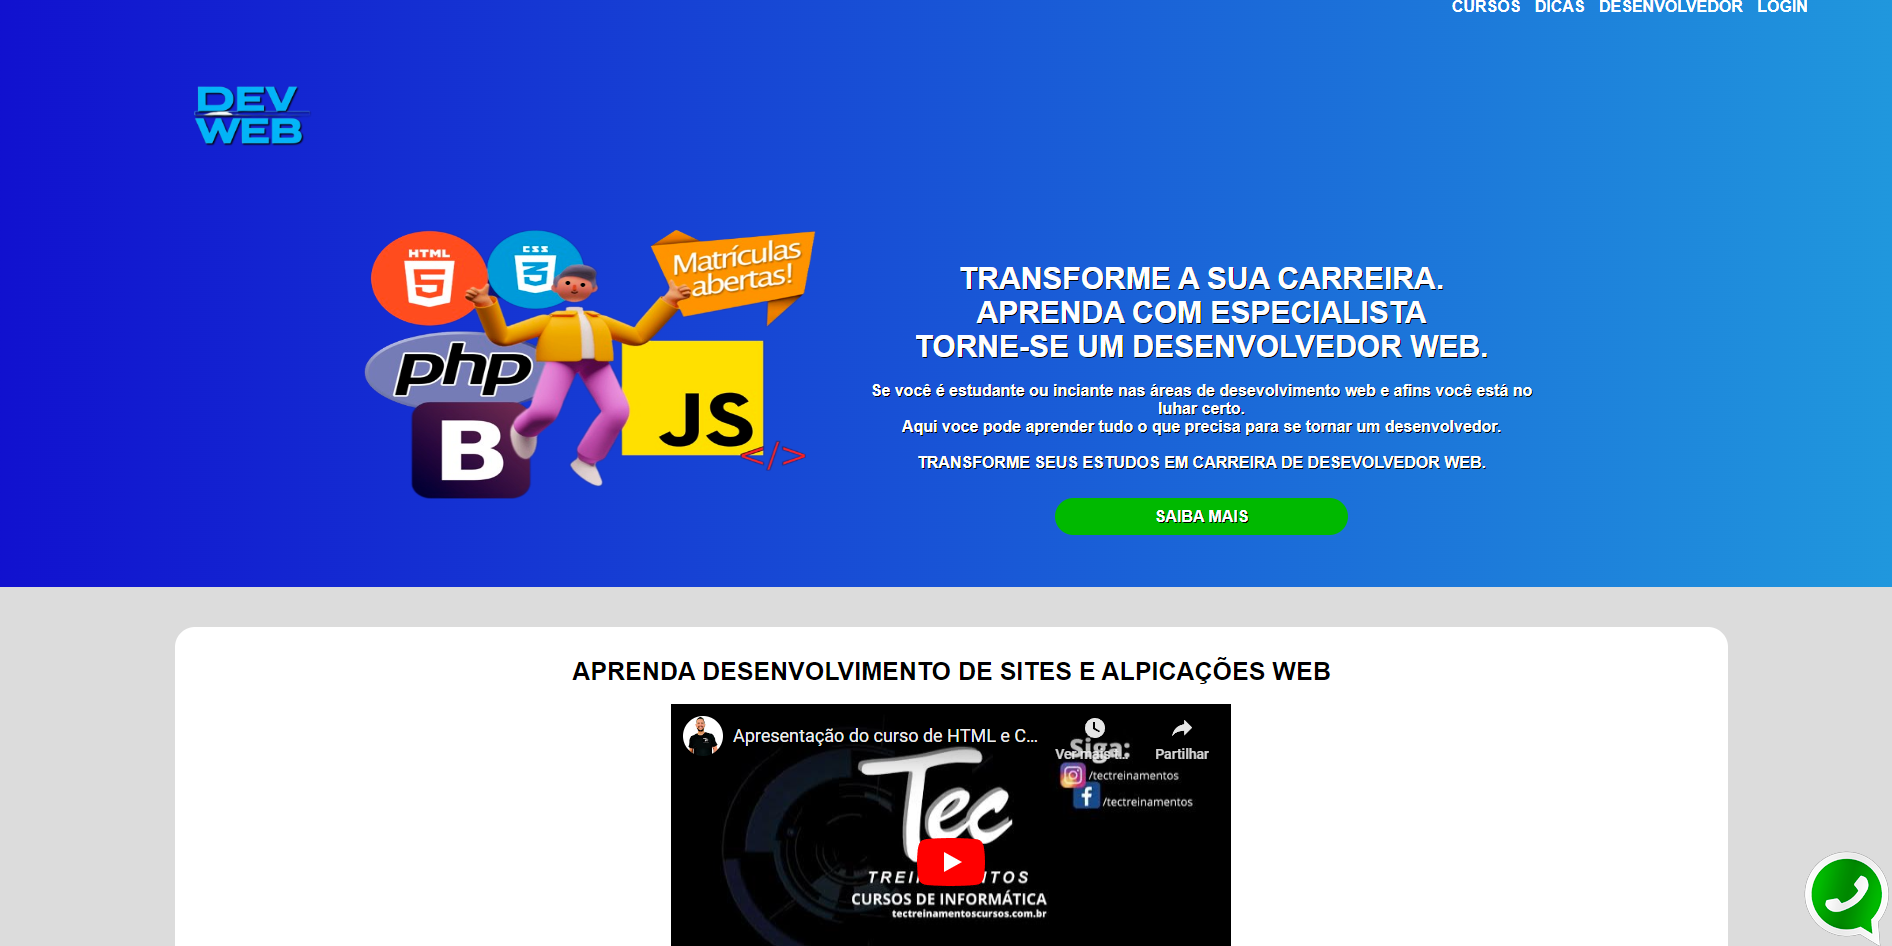 CURSOS DICAS DESENVOLVEDOR LOGIN
DEV
WEB
HTML
5
CSS
3
Matrículas
abertas!
php
JS
</>
B
TRANSFORME A SUA CARREIRA.
APRENDA COM ESPECIALISTA
TORNE-SE UM DESENVOLVEDOR WEB.
Se você é estudante ou inciante nas áreas de desevolvimento web e afins você está no
luhar certo.
Aqui voce pode aprender tudo o que precisa para se tornar um desenvolvedor.
TRANSFORME SEUS ESTUDOS EM CARREIRA DE DESEVOLVEDOR WEB.
SAIBA MAIS
APRENDA DESENVOLVIMENTO DE SITES E ALPICAÇÕES WEB
Apresentação do curso de HTML e C...
Ver mais t...
Partilhar
Siga:
/tectreinamentos
/tectreinamentos
Tec
CURSOS DE INFORMÁTICA
tectreinamentoscursos.com.br